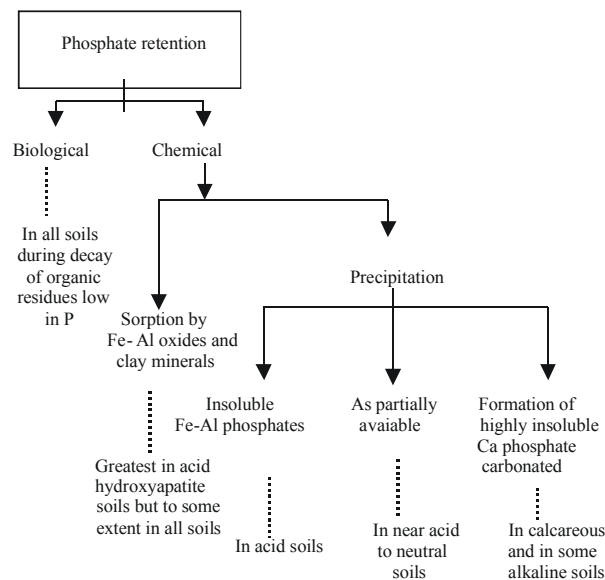 Phosphate retention
Biological
Chemical
In all soils
during decay
of organic
residues low
in P
Sorption by
Fe- Al oxides and
clay minerals
Greatest in acid
hydroxyapatite
soils but to some
extent in all soils
Precipitation
Insoluble
Fe-Al phosphates
In acid soils
As partially
avaiable
In near acid
to neutral
soils
Formation of
highly insoluble
Ca phosphate
carbonated
In calcareous
and in some
alkaline soils